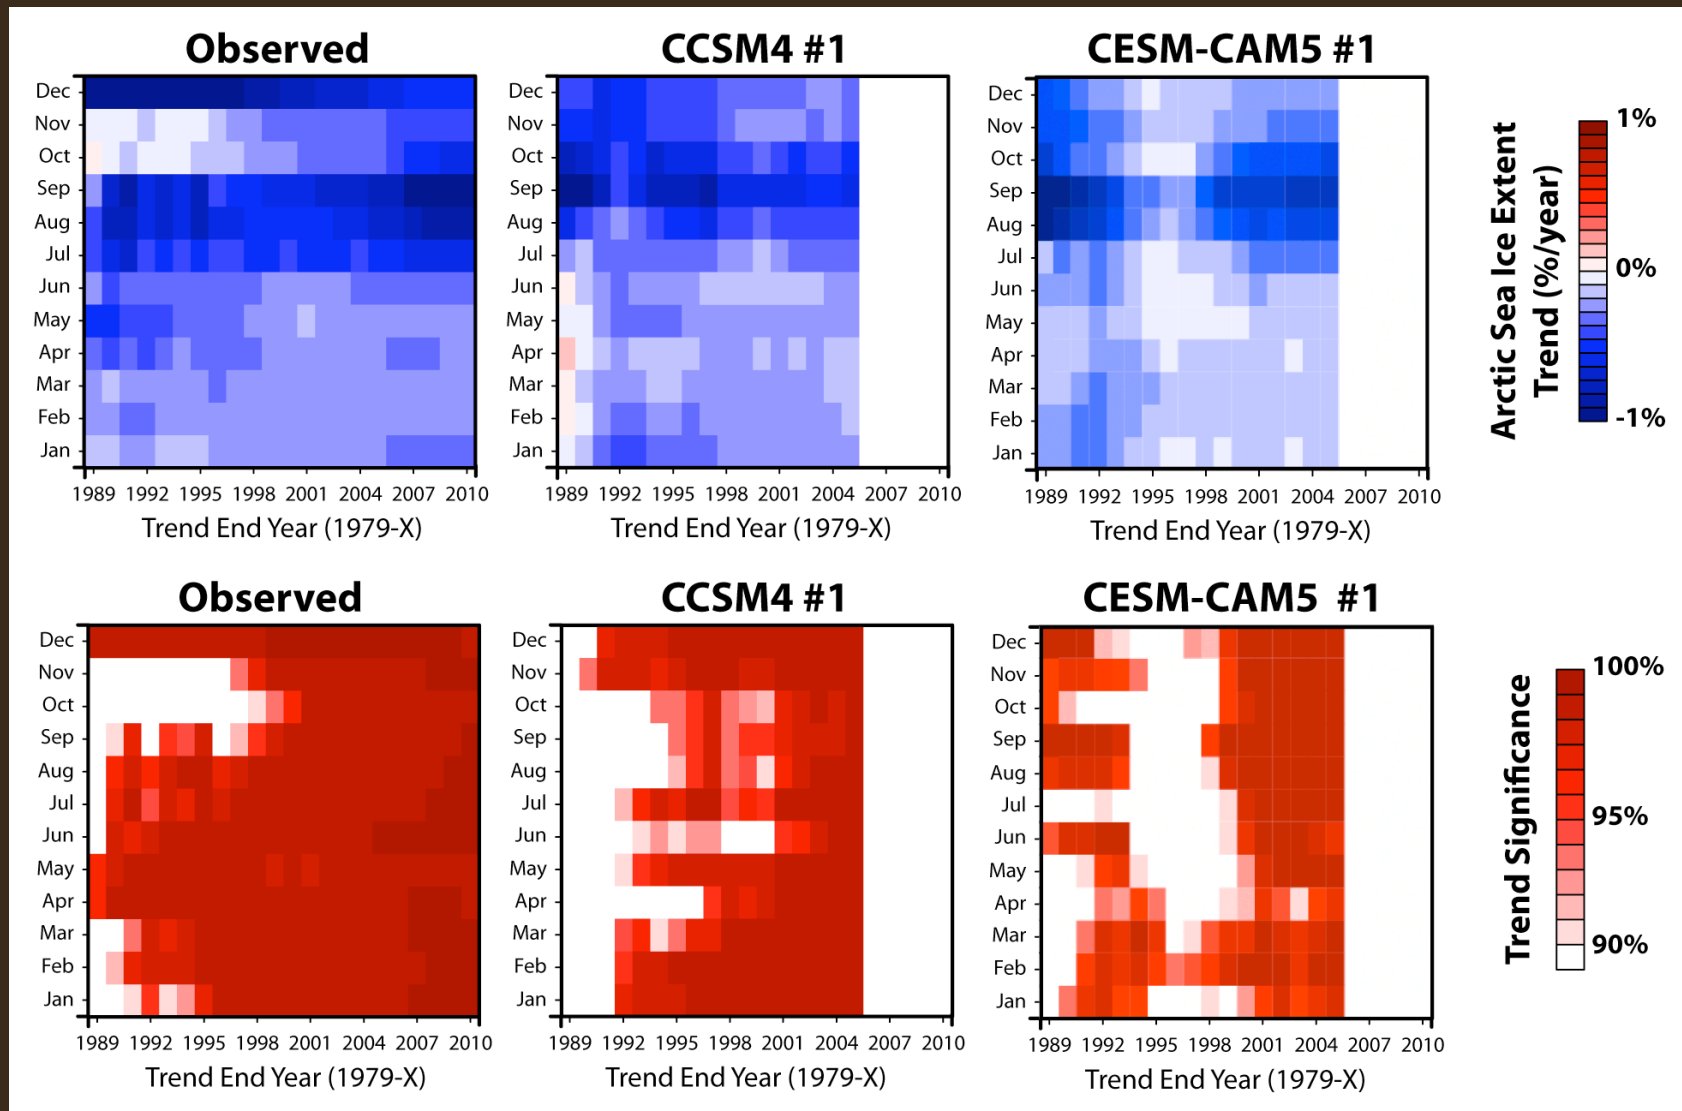 Observed
CCSM4 #1
CESM-CAM5 #1
Dec
Nov
Oct
Sep
Aug
Jul
Jun
May
Apr
Mar
Feb
Jan
1989 1992 1995 1998 2001 2004 2007 2010
Trend End Year (1979-X)
Dec
Nov
Oct
Sep
Aug
Jul
Jun
May
Apr
Mar
Feb
Jan
1989 1992 1995 1998 2001 2004 2007 2010
Trend End Year (1979-X)
Dec
Nov
Oct
Sep
Aug
Jul
Jun
May
Apr
Mar
Feb
Jan
1989 1992 1995 1998 2001 2004 2007 2010
Trend End Year (1979-X)
Arctic Sea Ice Extent
Trend (%/year)
1%
0%
-1%
Observed
CCSM4 #1
CESM-CAM5 #1
Dec
Nov
Oct
Sep
Aug
Jul
Jun
May
Apr
Mar
Feb
Jan
1989 1992 1995 1998 2001 2004 2007 2010
Trend End Year (1979-X)
Dec
Nov
Oct
Sep
Aug
Jul
Jun
May
Apr
Mar
Feb
Jan
1989 1992 1995 1998 2001 2004 2007 2010
Trend End Year (1979-X)
Dec
Nov
Oct
Sep
Aug
Jul
Jun
May
Apr
Mar
Feb
Jan
1989 1992 1995 1998 2001 2004 2007 2010
Trend End Year (1979-X)
Trend Significance
100%
95%
90%